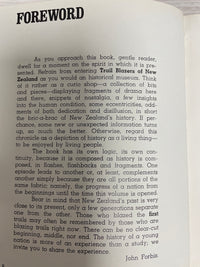 FOREWORD
As you approach this book, gentle reader,
dwell for a moment on the spirit in which it is pre-
sented. Refrain from entering Trail Blazers of New
Zealand as you would an historical museum. Think
of it rather as a curio shop—a collection of bits
and pieces—displaying fragments of drama here
and there, snippets of nostalgia, a few insights
into the human condition, some eccentricities, odd-
ments of both dedication and disillusion, in short
the bric-a-brac of New Zealand's history. If per-
chance, some new or unexpected information turns
up, so much the better. Otherwise, regard this
chronicle as a depiction of history as a living thing—
to be enjoyed by living people.
The book has its own logic, its own con-
tinuity, because it is composed as history is com-
posed, in flashes, flashbacks and fragments. One
episode leads to another or, at least, complements
another simply because they are all portions of the
same fabric; namely, the progress of a nation from
the beginnings until the time this volume is opened.
Bear in mind that New Zealand's past is very
close to its present, only a few generations separate
one from the other. Those who blazed the first
trails may often be remembered by those who are
blazing trails right now. There can be no clear-cut
beginning, middle, nor end. The history of a young
nation is more of an experience than a study; we
invite you to share the experience.
John Forbis